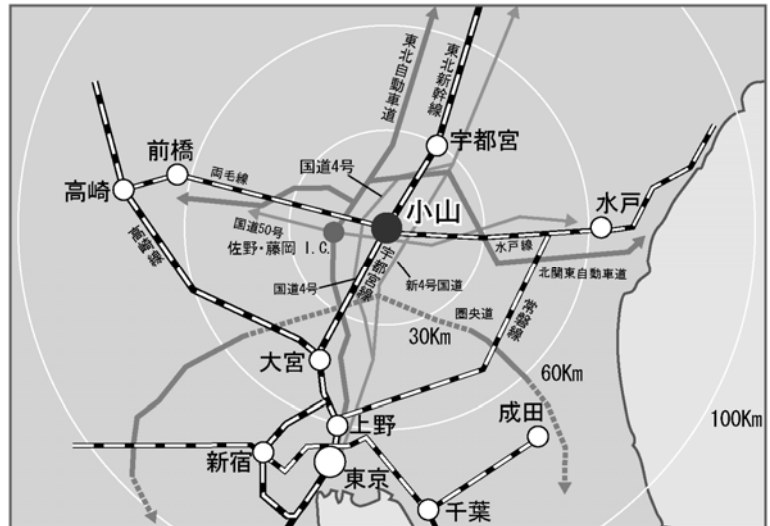 東北自動車道
東北新幹線
宇都宮
国道4号
前橋
両毛線
高崎
小山
水戸
国道50号
佐野・藤岡 I.C.
水戸線
北関東自動車道
高崎線
宇都宮線
国道4号
新4号国道
圏央道
常磐線
30Km
大宮
60Km
成田
100Km
上野
新宿
東京
千葉